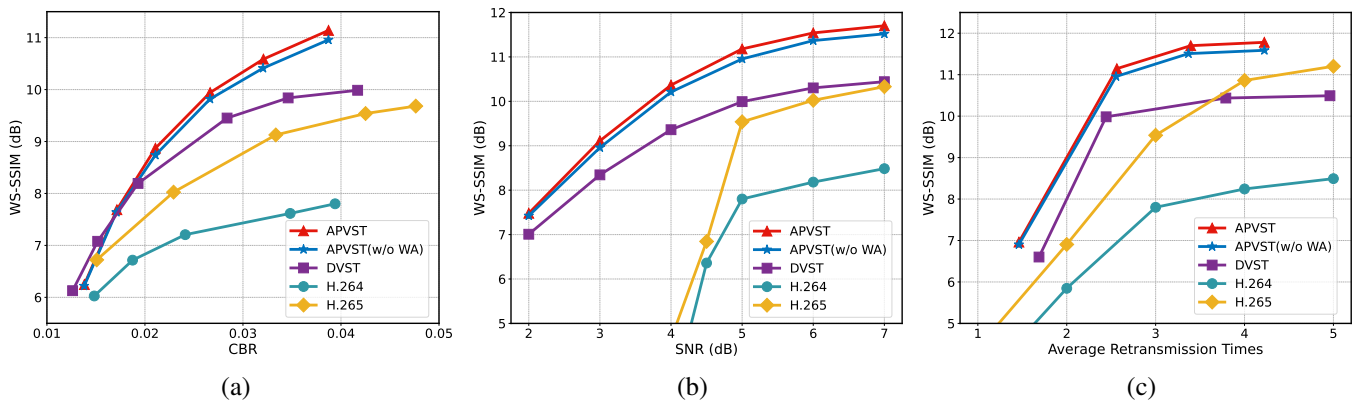 11
10
9
8
7
6
WS-SSIM (dB)
0.01
0.02
0.03
0.04
0.05
CBR
APVST
APVST(w/o WA)
DVST
H.264
H.265
(a)
12
11
10
9
8
7
6
5
WS-SSIM (dB)
2
3
4
5
6
7
SNR (dB)
APVST
APVST(w/o WA)
DVST
H.264
H.265
(b)
12
11
10
9
8
7
6
5
WS-SSIM (dB)
1
2
3
4
5
Average Retransmission Times
APVST
APVST(w/o WA)
DVST
H.264
H.265
(c)